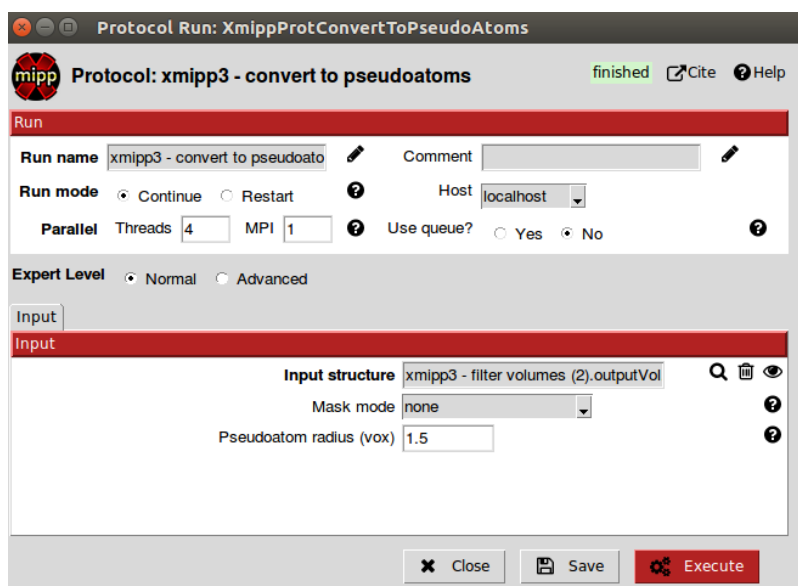 Protocol Run: XmippProtConvertToPseudoAtoms
mipp Protocol: xmipp3 - convert to pseudoatoms finished Cite Help
Run
Run name xmipp3 - convert to pseudoato Comment
Run mode Continue Restart Host localhost
Parallel Threads 4 MPI 1 Use queue? Yes No
Expert Level Normal Advanced
Input
Input
Input structure xmipp3 - filter volumes (2).outputVol
Mask mode none
Pseudoatom radius (vox) 1.5
Close Save Execute